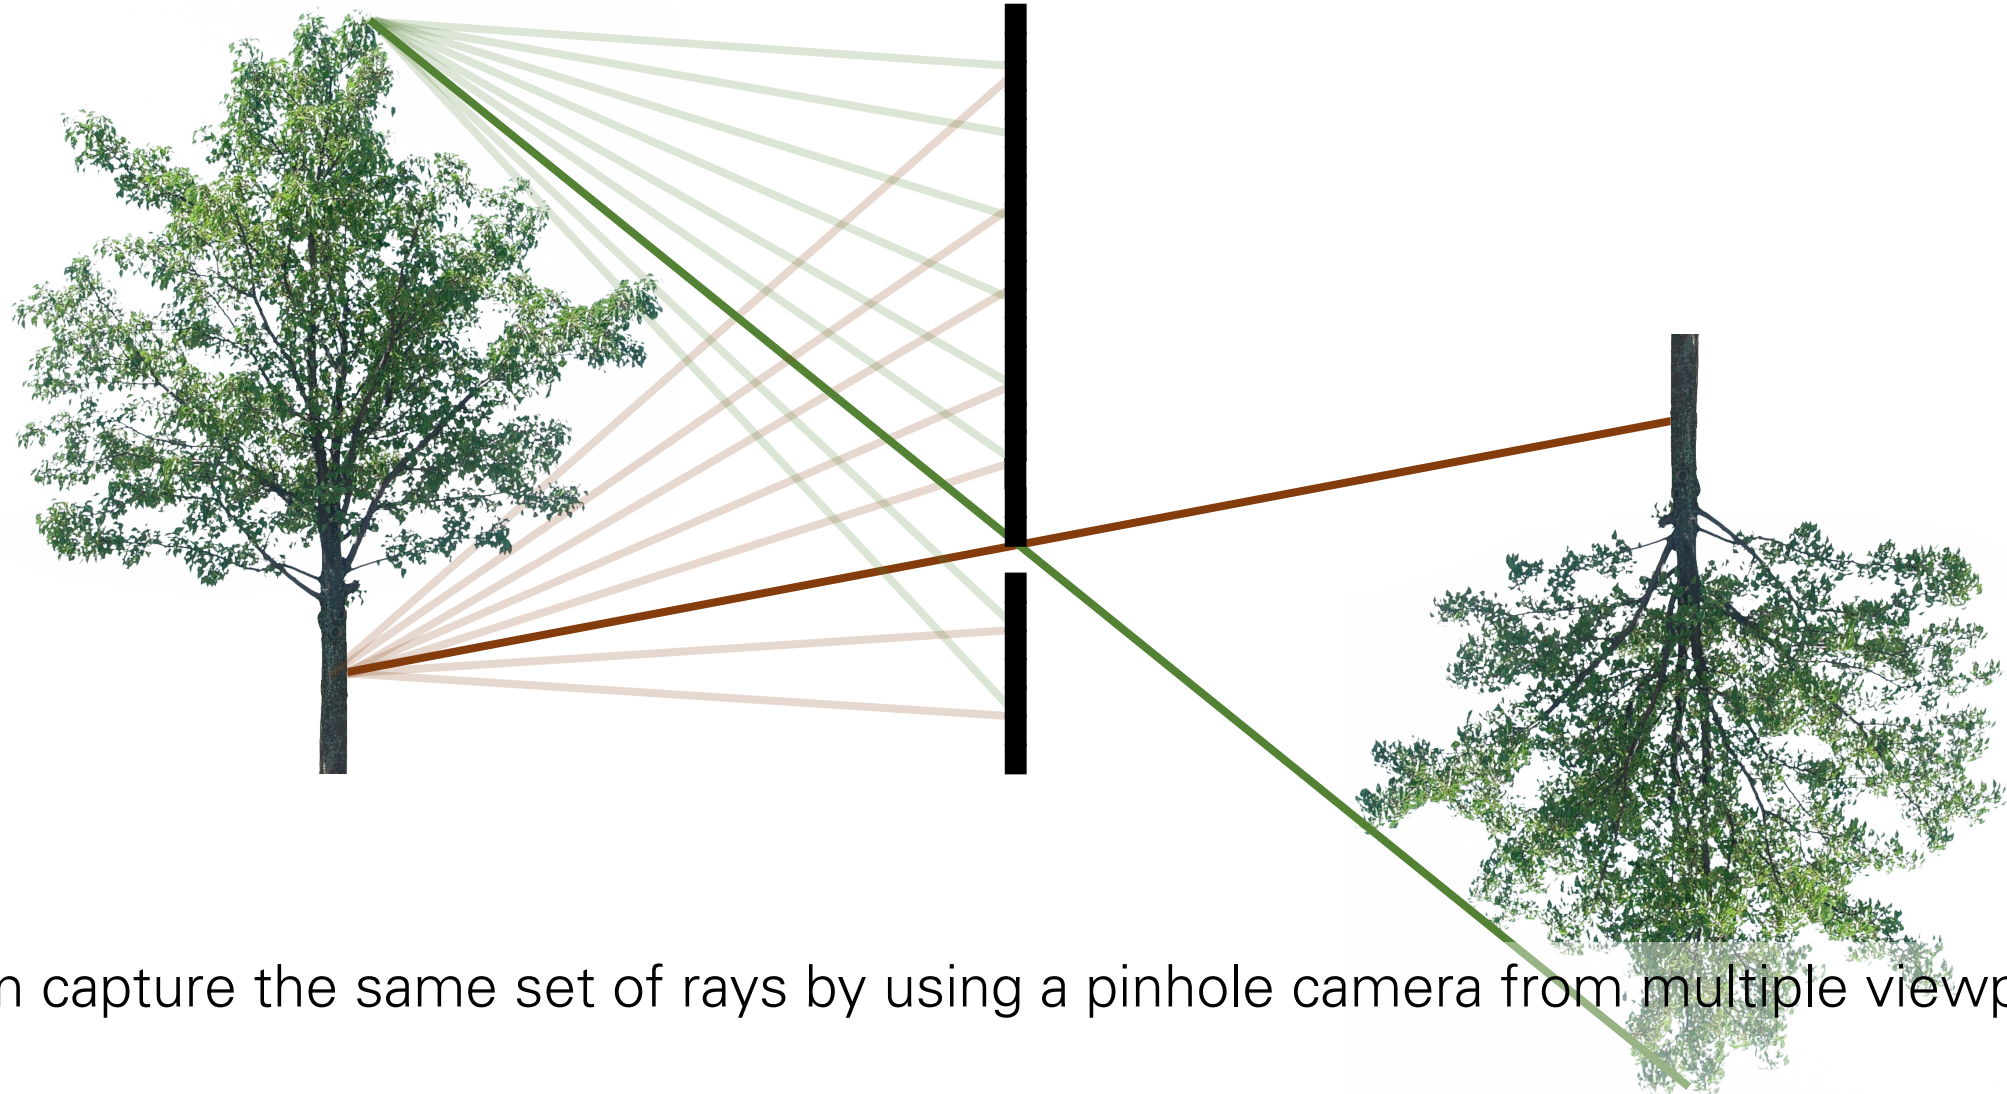 capture the same set of rays by using a pinhole camera from multiple